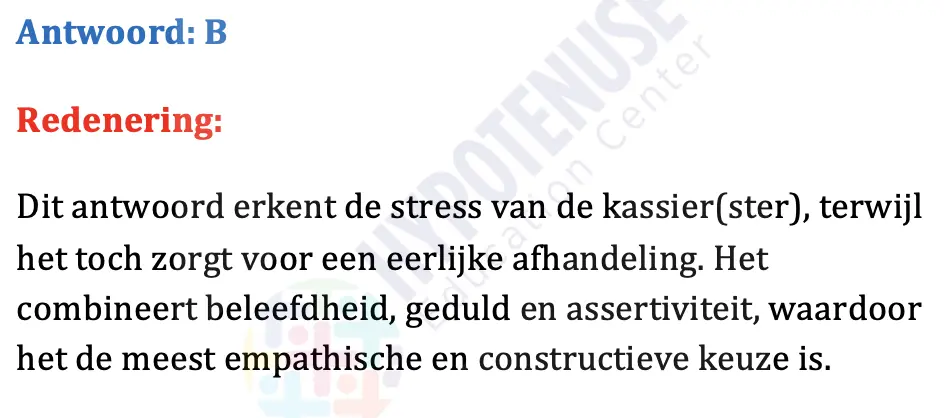 Antwoord: B
Redenering:
Dit antwoord erkent de stress van de kassier(ster), terwijl
het toch zorgt voor een eerlijke afhandeling. Het
combineert beleefdheid, geduld en assertiviteit, waardoor
het de meest empathische en constructieve keuze is.
HYPOTENUSE
Education Center